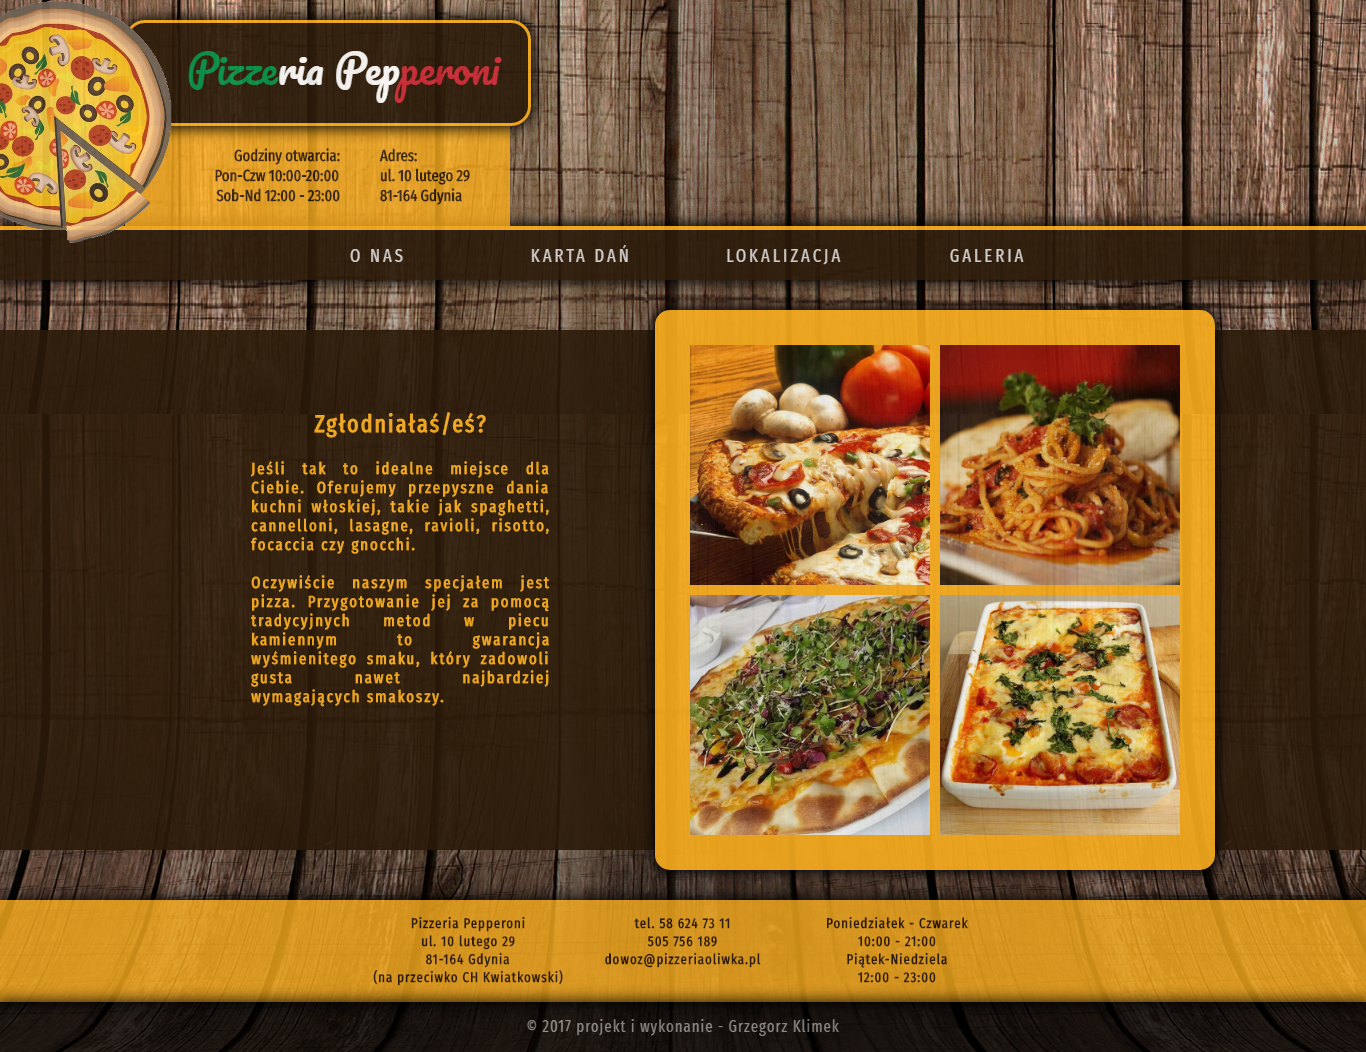 Pizzeria Pepperoni
Godziny otwarcia:
Pon-Czw 10:00-20:00
Sob-Nd 12:00 - 23:00
Adres:
ul. 10 lutego 29
81-164 Gdynia
O NAS
KARTA DAŃ
LOKALIZACJA
GALERIA
Zgłodniałaś/eś?
Jeśli tak to idealne miejsce dla
Ciebie. Oferujemy przepyszne dania
kuchni włoskiej, takie jak spaghetti,
cannelloni, lasagne, ravioli, risotto,
focaccia czy gnocchi.
Oczywiście naszym specjałem jest
pizza. Przygotowanie jej za pomocą
tradycyjnych metod w piecu
kamiennym to gwarancja
wyśmienitego smaku, który zadowoli
gusta nawet najbardziej
wymagających smakoszy.
Pizzeria Pepperoni
ul. 10 lutego 29
81-164 Gdynia
(na przeciwko CH Kwiatkowski)
tel. 58 624 73 11
505 756 189
dowoz@pizzeriaoliwka.pl
Poniedziałek - Czwarek
10:00 - 21:00
Piątek-Niedziela
12:00 - 23:00
© 2017 projekt i wykonanie - Grzegorz Klimek